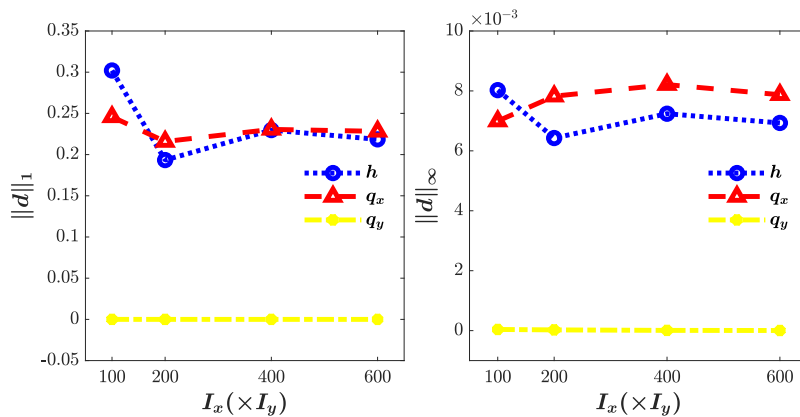 0.35
0.3
0.25
0.2
0.15
0.1
0.05
0
-0.05
||d||₁
h
qₓ
q_y
100 200 400 600
Iₓ(×I_y)
×10⁻³
10
8
6
4
2
0
||d||_∞
h
qₓ
q_y
100 200 400 600
Iₓ(×I_y)